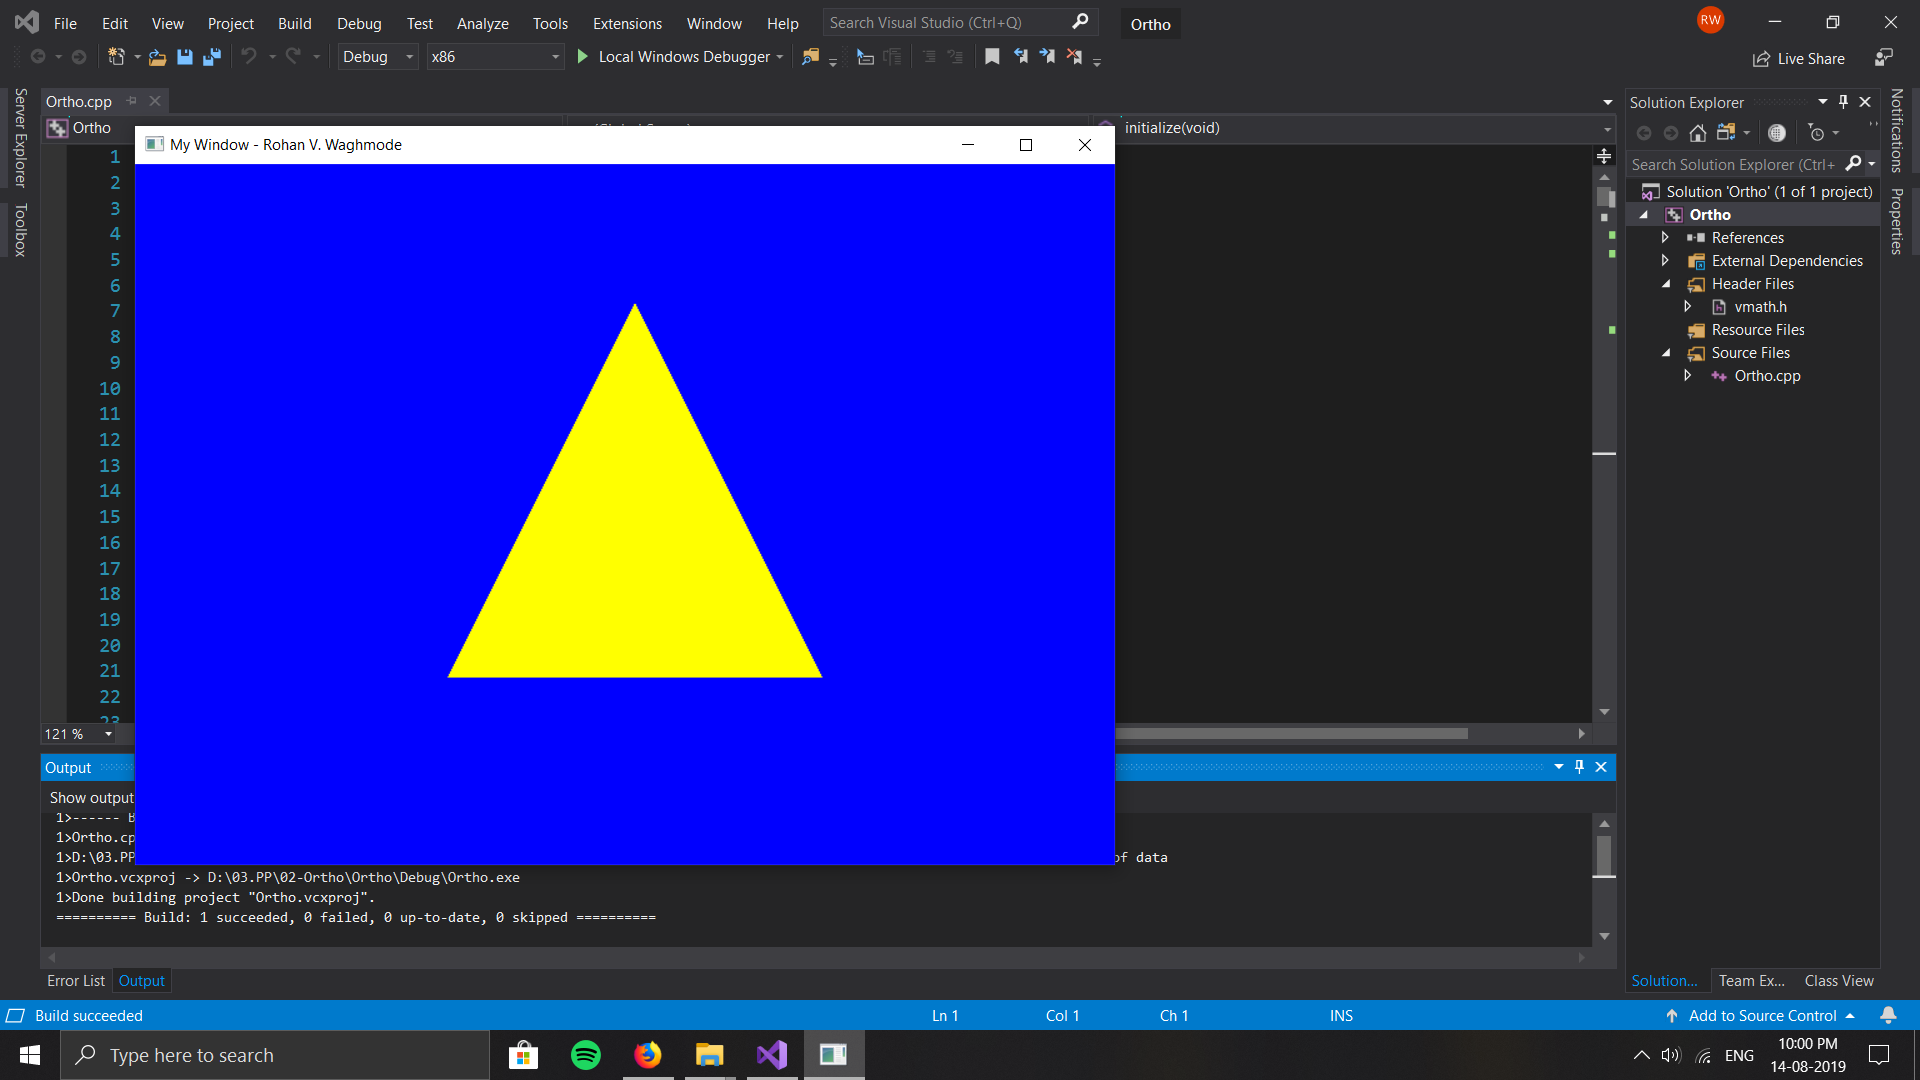 File Edit View Project Build Debug Test Analyze Tools Extensions Window Help Search Visual Studio (Ctrl+Q) Ortho RW
Debug x86 Local Windows Debugger Live Share
Server Explorer
Toolbox
Ortho.cpp
Ortho initialize(void)
My Window - Rohan V. Waghmode
1
2
3
4
5
6
7
8
9
10
11
12
13
14
15
16
17
18
19
20
21
22
23
121 %
Solution Explorer
Search Solution Explorer (Ctrl+
Solution 'Ortho' (1 of 1 project)
Ortho
References
External Dependencies
Header Files
vmath.h
Resource Files
Source Files
Ortho.cpp
Notifications
Properties
Output
Show output
1>------ B
1>Ortho.cp
1>D:\03.PP of data
1>Ortho.vcxproj -> D:\03.PP\02-Ortho\Ortho\Debug\Ortho.exe
1>Done building project "Ortho.vcxproj".
========== Build: 1 succeeded, 0 failed, 0 up-to-date, 0 skipped ==========
Error List Output
Solution... Team Ex... Class View
Build succeeded Ln 1 Col 1 Ch 1 INS Add to Source Control
Type here to search
ENG
10:00 PM
14-08-2019